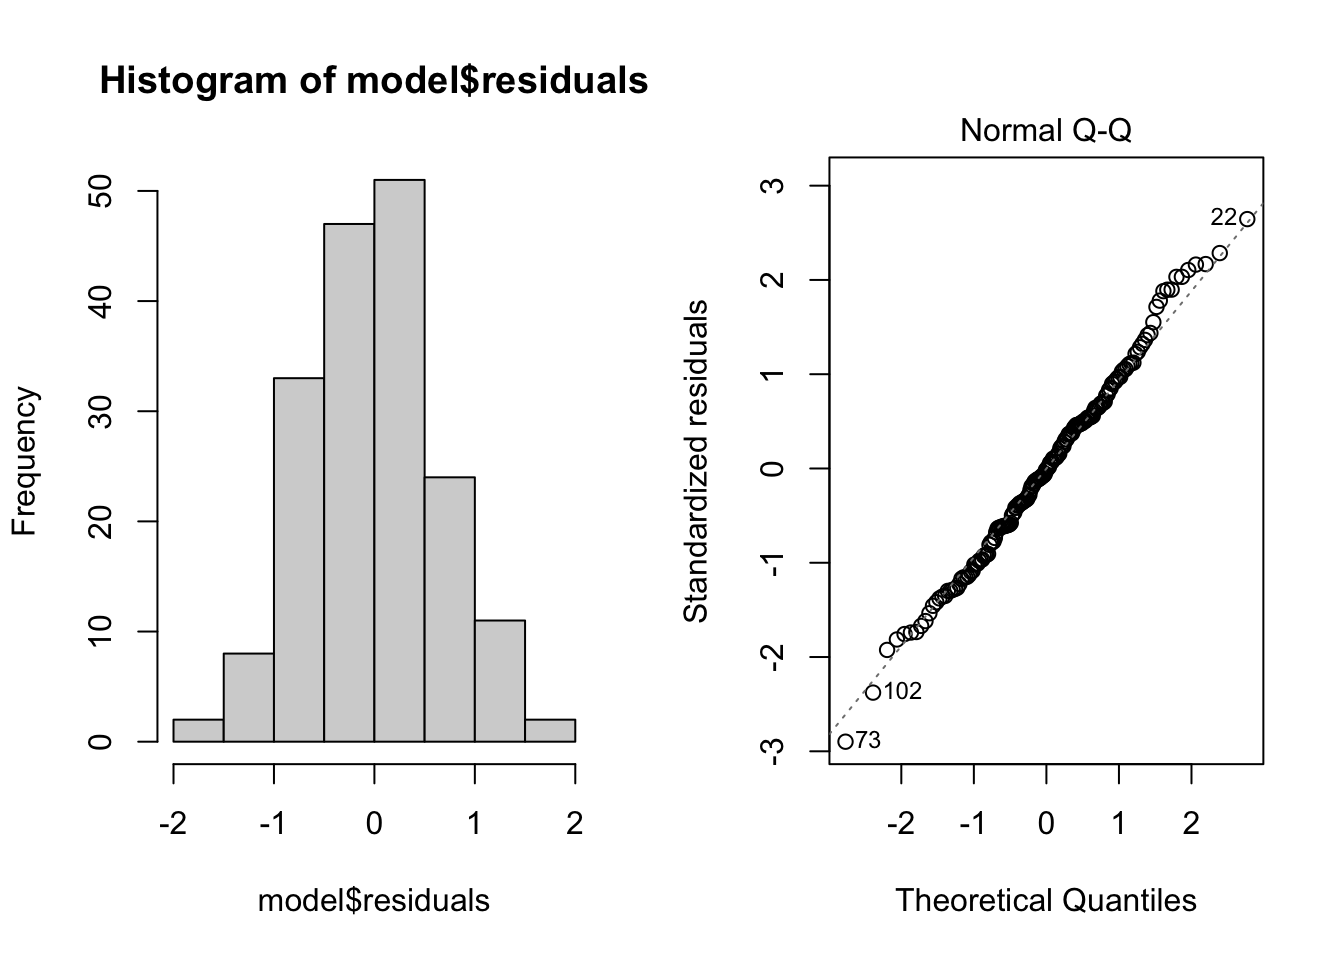 Histogram of model$residuals
Frequency
50
40
30
20
10
0
-2 -1 0 1 2
model$residuals
Normal Q-Q
Standardized residuals
3
2
1
0
-1
-2
-3
22
102
73
-2 -1 0 1 2
Theoretical Quantiles